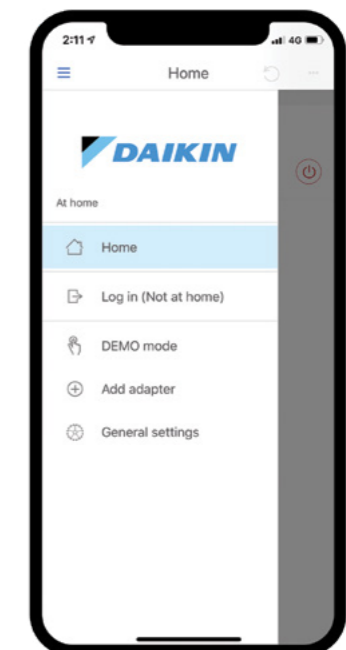 2:11
4G
Home
DAIKIN
At home
Home
Log in (Not at home)
DEMO mode
Add adapter
General settings